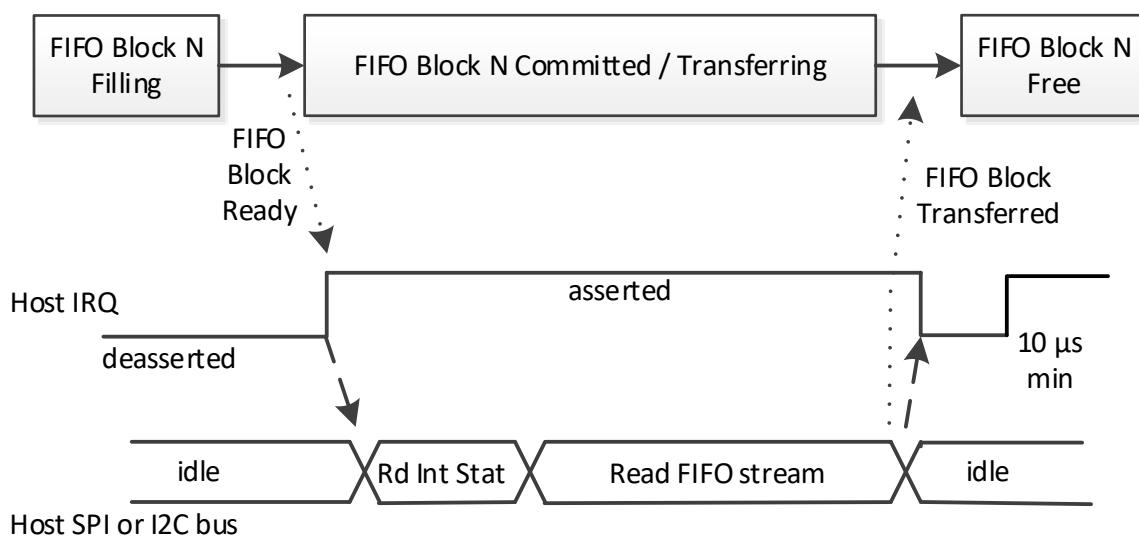 FIFO Block N
Filling
FIFO Block N Committed / Transferring
FIFO Block N
Free
FIFO
Block
Ready
FIFO Block
Transferred
Host IRQ
asserted
deasserted
10 µs
min
idle
Rd Int Stat
Read FIFO stream
idle
Host SPI or I2C bus